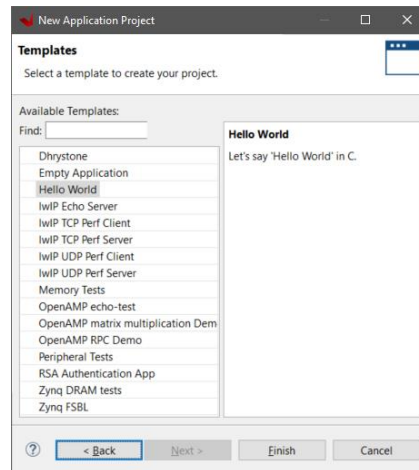 New Application Project
Templates
Select a template to create your project.
Available Templates:
Find:
Dhrystone
Empty Application
Hello World
lwIP Echo Server
lwIP TCP Perf Client
lwIP TCP Perf Server
lwIP UDP Perf Client
lwIP UDP Perf Server
Memory Tests
OpenAMP echo-test
OpenAMP matrix multiplication Dem
OpenAMP RPC Demo
Peripheral Tests
RSA Authentication App
Zynq DRAM tests
Zynq FSBL
Hello World
Let's say 'Hello World' in C.
? < Back Next > Finish Cancel